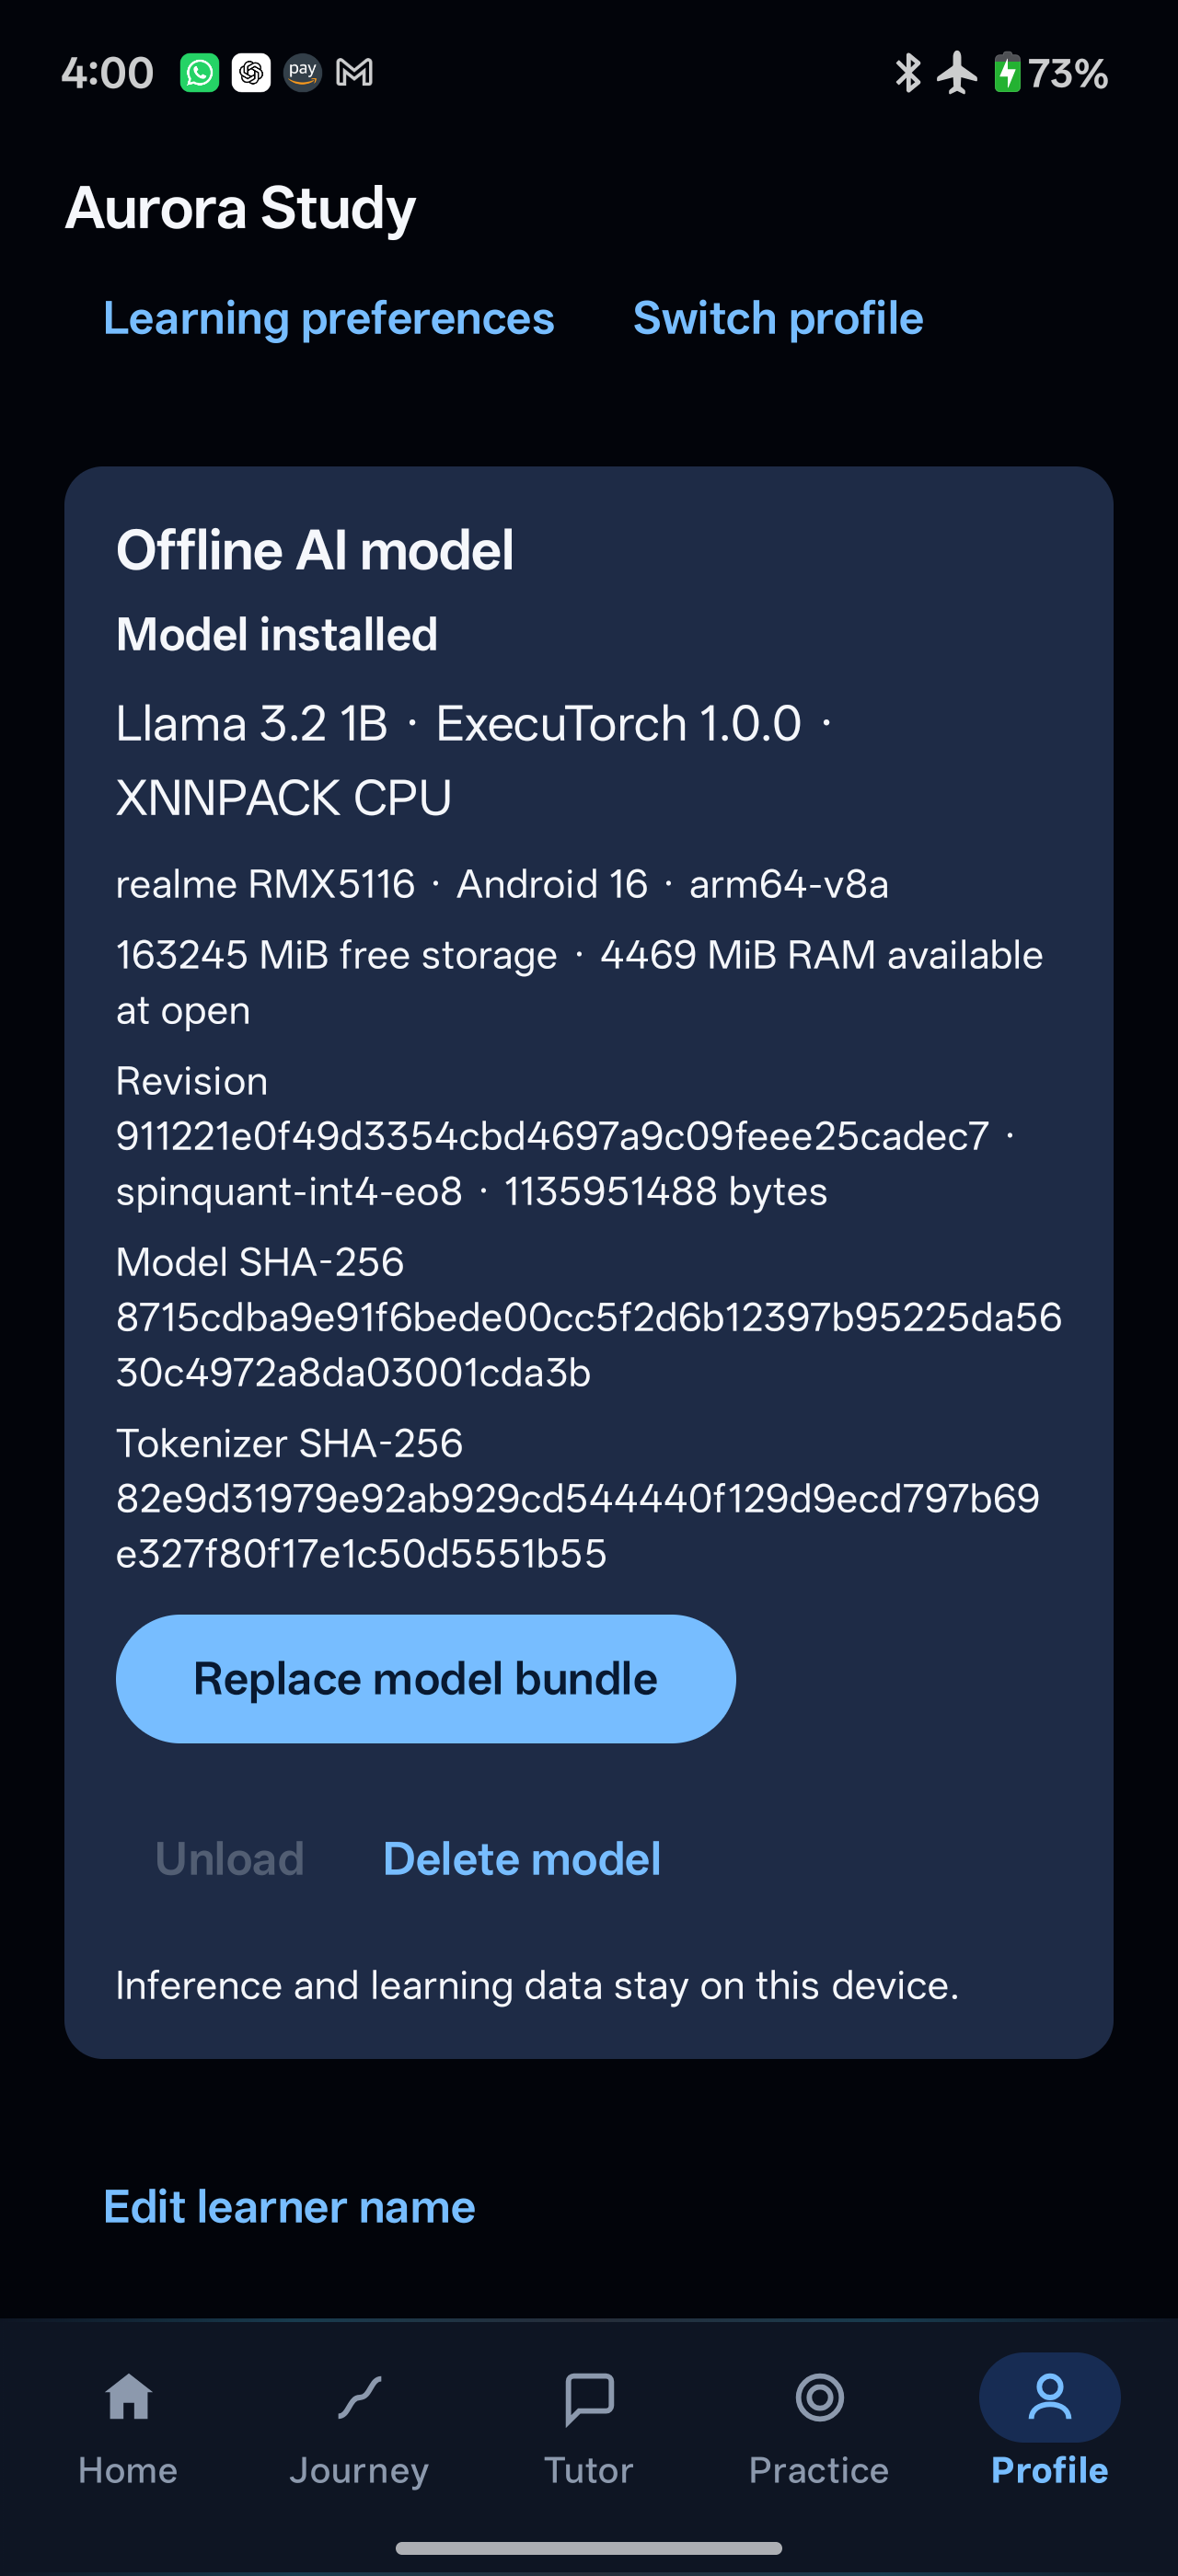 4:00 pay 73%
Aurora Study
Learning preferences Switch profile
Offline AI model
Model installed
Llama 3.2 1B · ExecuTorch 1.0.0 ·
XNNPACK CPU
realme RMX5116 · Android 16 · arm64-v8a
163245 MiB free storage · 4469 MiB RAM available
at open
Revision
911221e0f49d3354cbd4697a9c09feee25cadec7 ·
spinquant-int4-eo8 · 1135951488 bytes
Model SHA-256
8715cdba9e91f6bede00cc5f2d6b12397b95225da56
30c4972a8da03001cda3b
Tokenizer SHA-256
82e9d31979e92ab929cd544440f129d9ecd797b69
e327f80f17e1c50d5551b55
Replace model bundle
Unload Delete model
Inference and learning data stay on this device.
Edit learner name
Home Journey Tutor Practice Profile